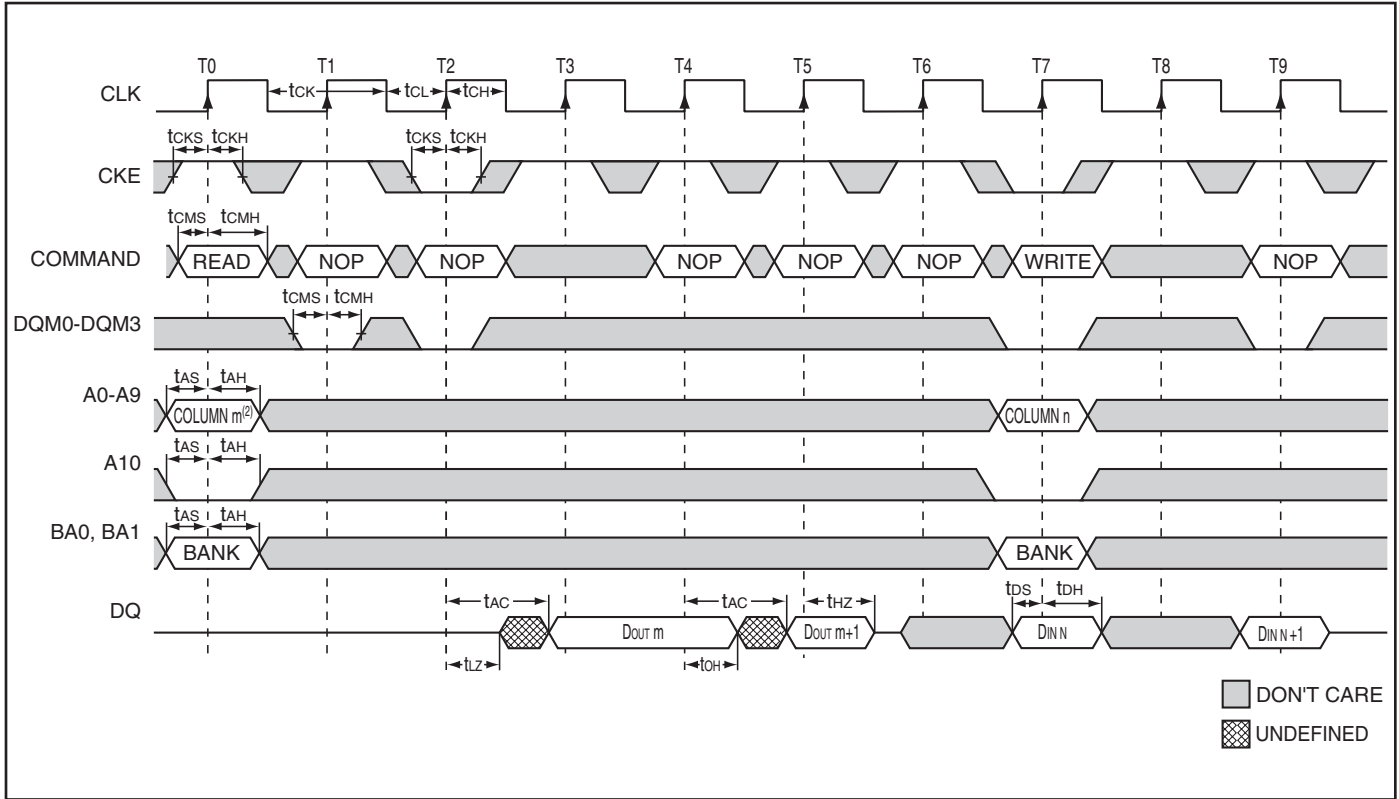 T0 T1 T2 T3 T4 T5 T6 T7 T8 T9
CLK tCK tCL tCH
tCKS tCKH tCKS tCKH
CKE
tCMS tCMH
COMMAND READ NOP NOP NOP NOP NOP WRITE NOP
tCMS tCMH
DQM0-DQM3
A0-A9 tAS tAH
COLUMN m(2) COLUMN n
A10 tAS tAH
BA0, BA1 tAS tAH
BANK BANK
DQ tAC tAC tHZ tDS tDH
DOUT m DOUT m+1 DIN N DIN N+1
tLZ tOH
DON'T CARE
UNDEFINED